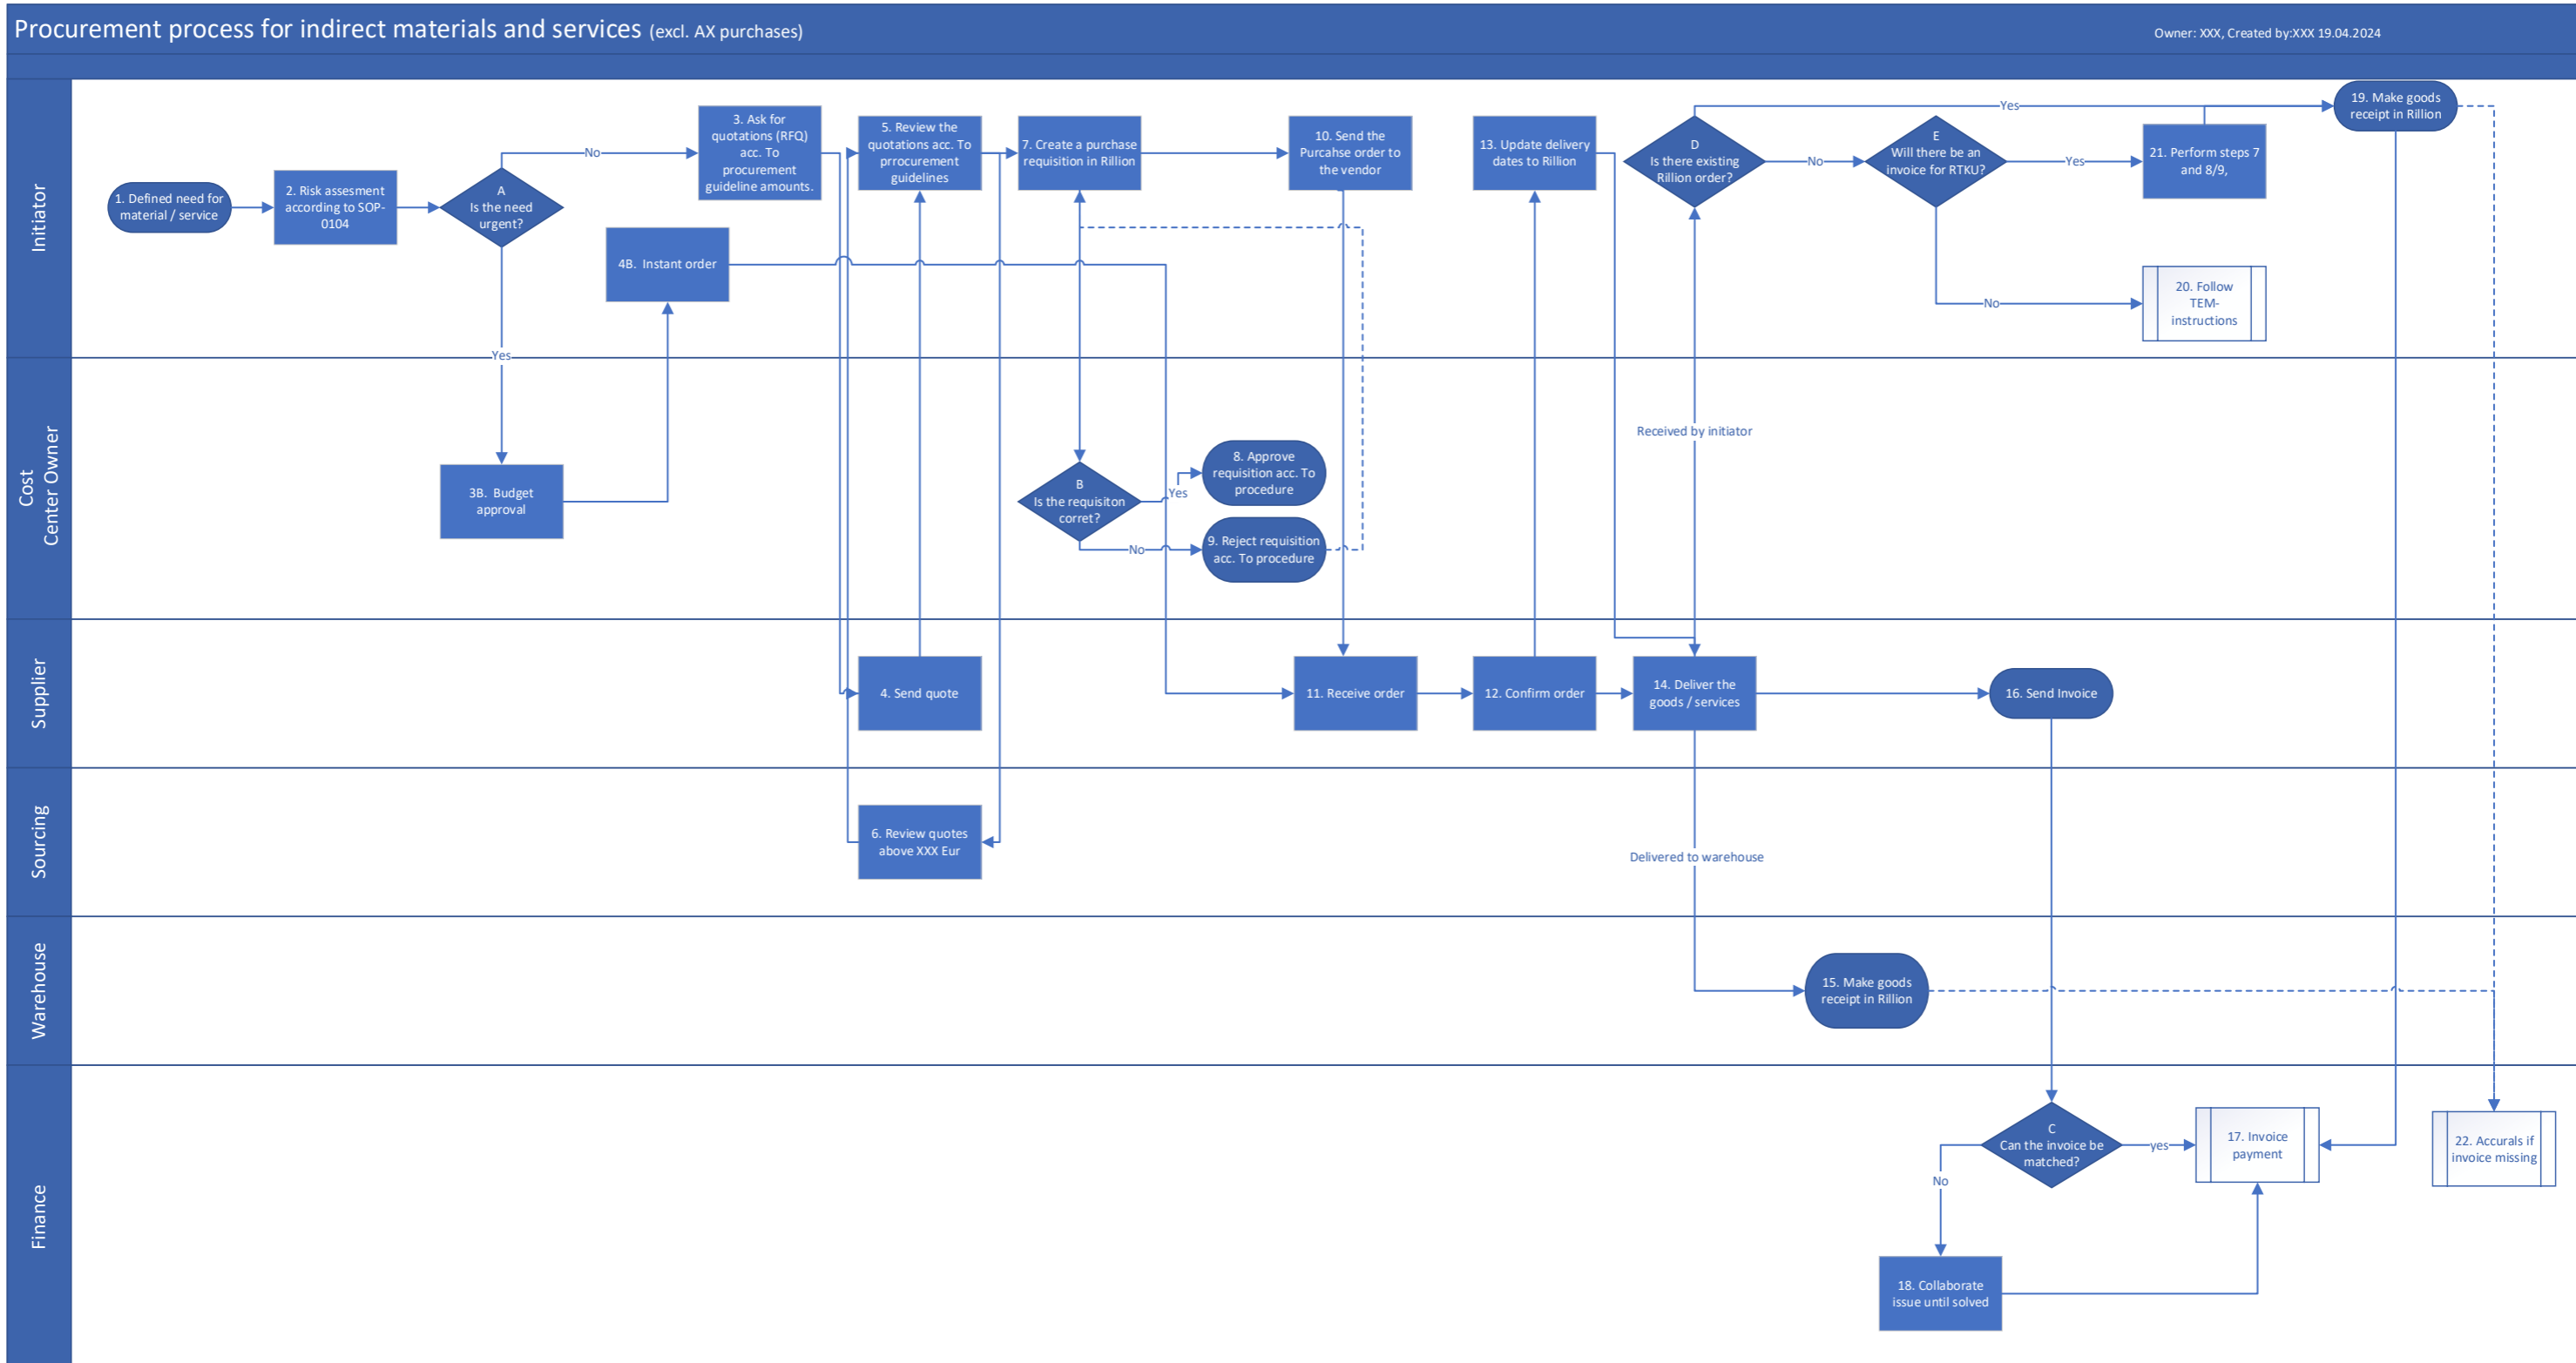 Procurement process for indirect materials and services (excl. AX purchases)
Owner: XXX, Created by:XXX 19.04.2024
Initiator
1. Defined need for
material / service
2. Risk assesment
according to SOP-
0104
A
Is the need
urgent?
No
Yes
3. Ask for
quotations (RFQ)
acc. To
procurement
guideline amounts.
4B.  Instant order
5. Review the
quotations acc. To
prrocurement
guidelines
7. Create a purchase
requisition in Rillion
10. Send the
Purcahse order to
the vendor
13. Update delivery
dates to Rillion
D
Is there existing
Rillion order?
Yes
No
E
Will there be an
invoice for RTKU?
Yes
No
21. Perform steps 7
and 8/9,
20. Follow
TEM-
instructions
19. Make goods
receipt in Rillion
Cost
Center Owner
3B.  Budget
approval
B
Is the requisiton
corret?
Yes
No
8. Approve
requisition acc. To
procedure
9. Reject requisition
acc. To procedure
Received by initiator
Supplier
4. Send quote
11. Receive order
12. Confirm order
14. Deliver the
goods / services
16. Send Invoice
Sourcing
6. Review quotes
above XXX Eur
Delivered to warehouse
Warehouse
15. Make goods
receipt in Rillion
Finance
C
Can the invoice be
matched?
yes
No
17. Invoice
payment
22. Accurals if
invoice missing
18. Collaborate
issue until solved